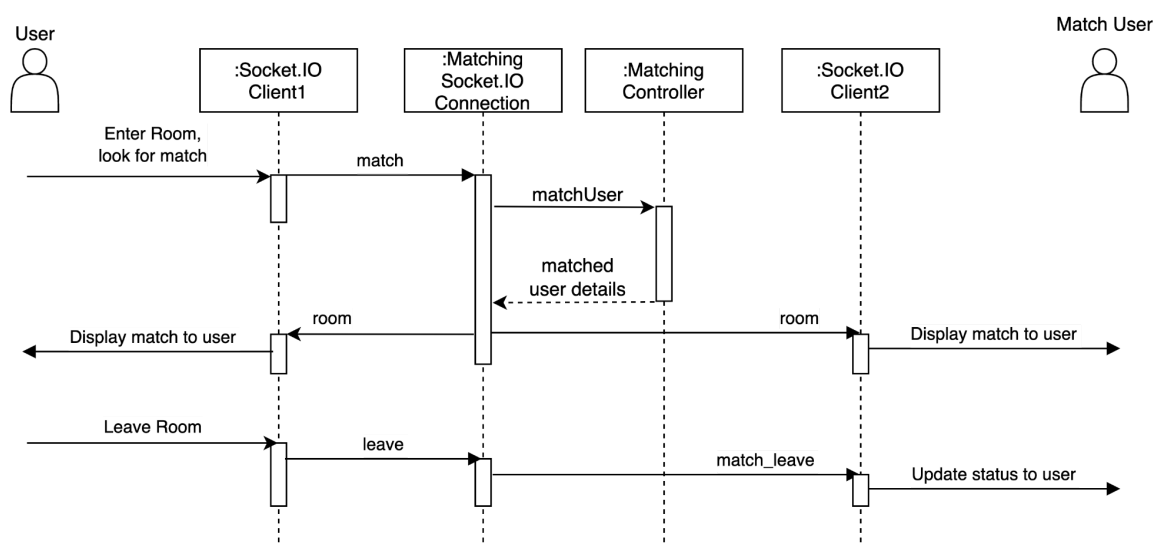 User
Match User
:Socket.IO
Client1
:Matching
Socket.IO
Connection
:Matching
Controller
:Socket.IO
Client2
Enter Room,
look for match
match
matchUser
matched
user details
room
room
Display match to user
Display match to user
Leave Room
leave
match_leave
Update status to user